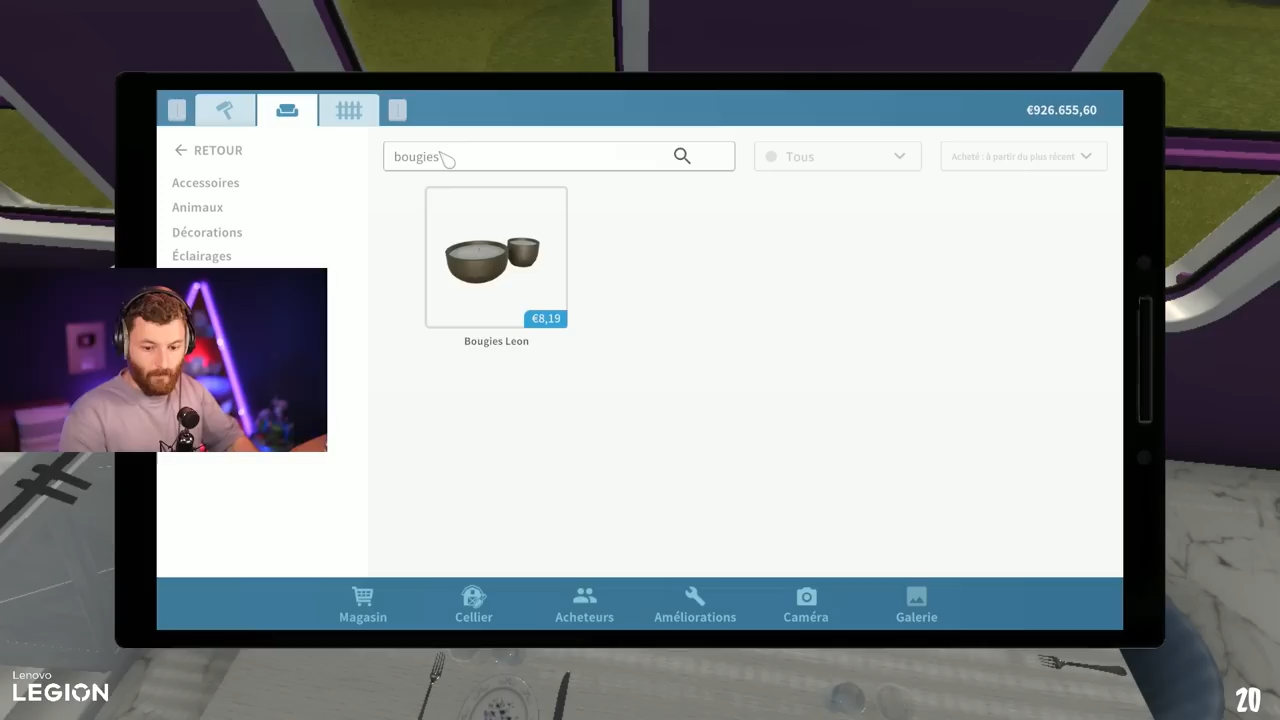 €926.655,60
RETOUR
bougies
Tous
Acheté : à partir du plus récent
Accessoires
Animaux
Décorations
Éclairages
€8,19
Bougies Leon
Magasin
Cellier
Acheteurs
Améliorations
Caméra
Galerie
Lenovo
LEGION
20